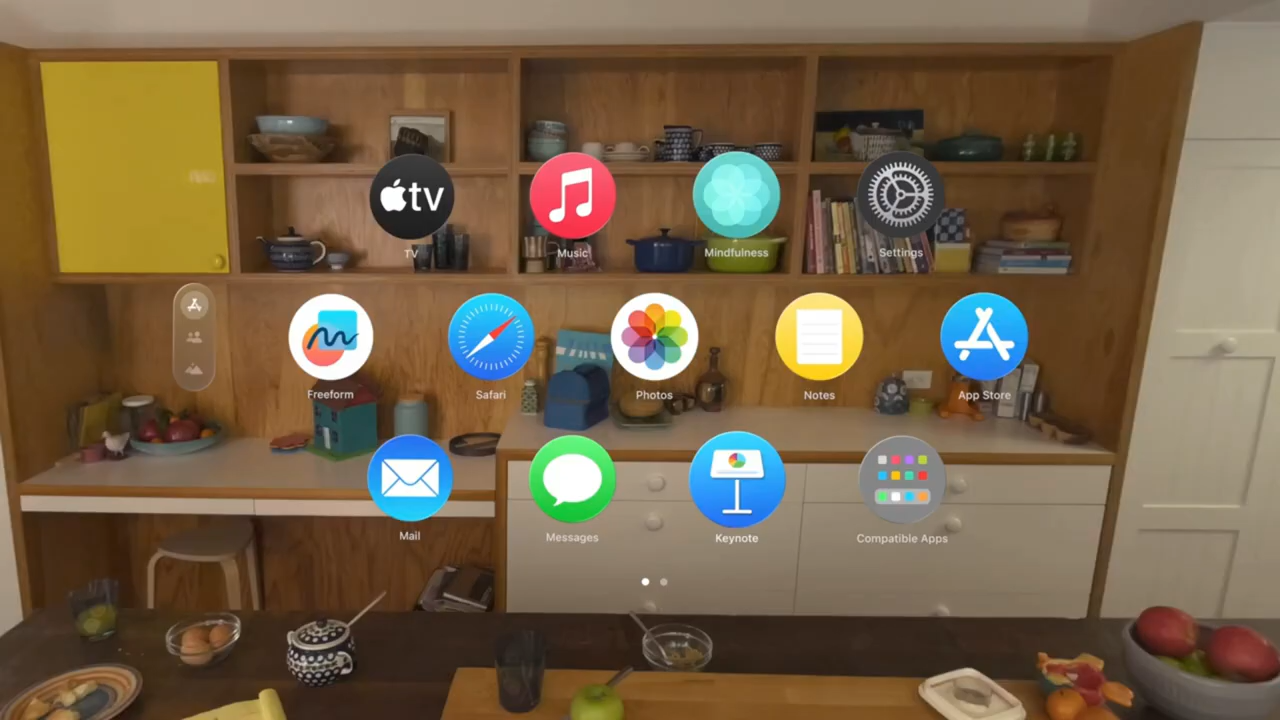 tv
TV
Music
Mindfulness
Settings
Freeform
Safari
Photos
Notes
App Store
Mail
Messages
Keynote
Compatible Apps